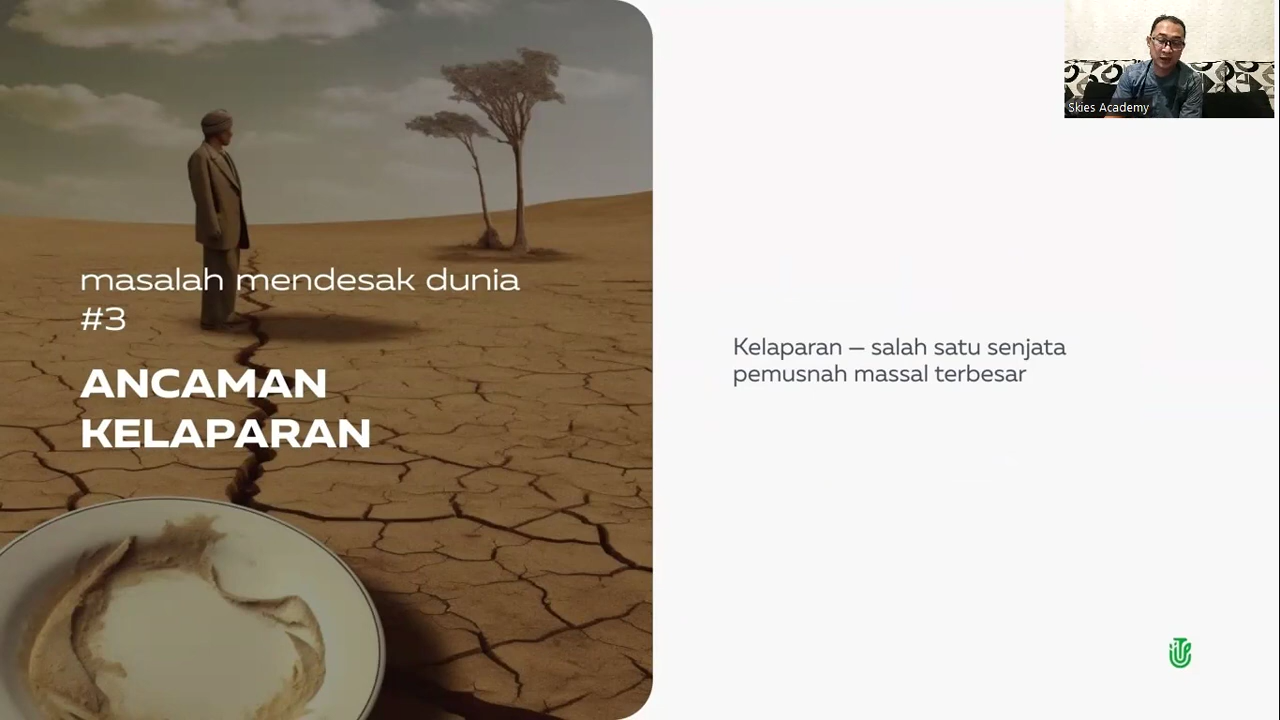 masalah mendesak dunia
#3
ANCAMAN
KELAPARAN
Kelaparan — salah satu senjata
pemusnah massal terbesar
Skies Academy